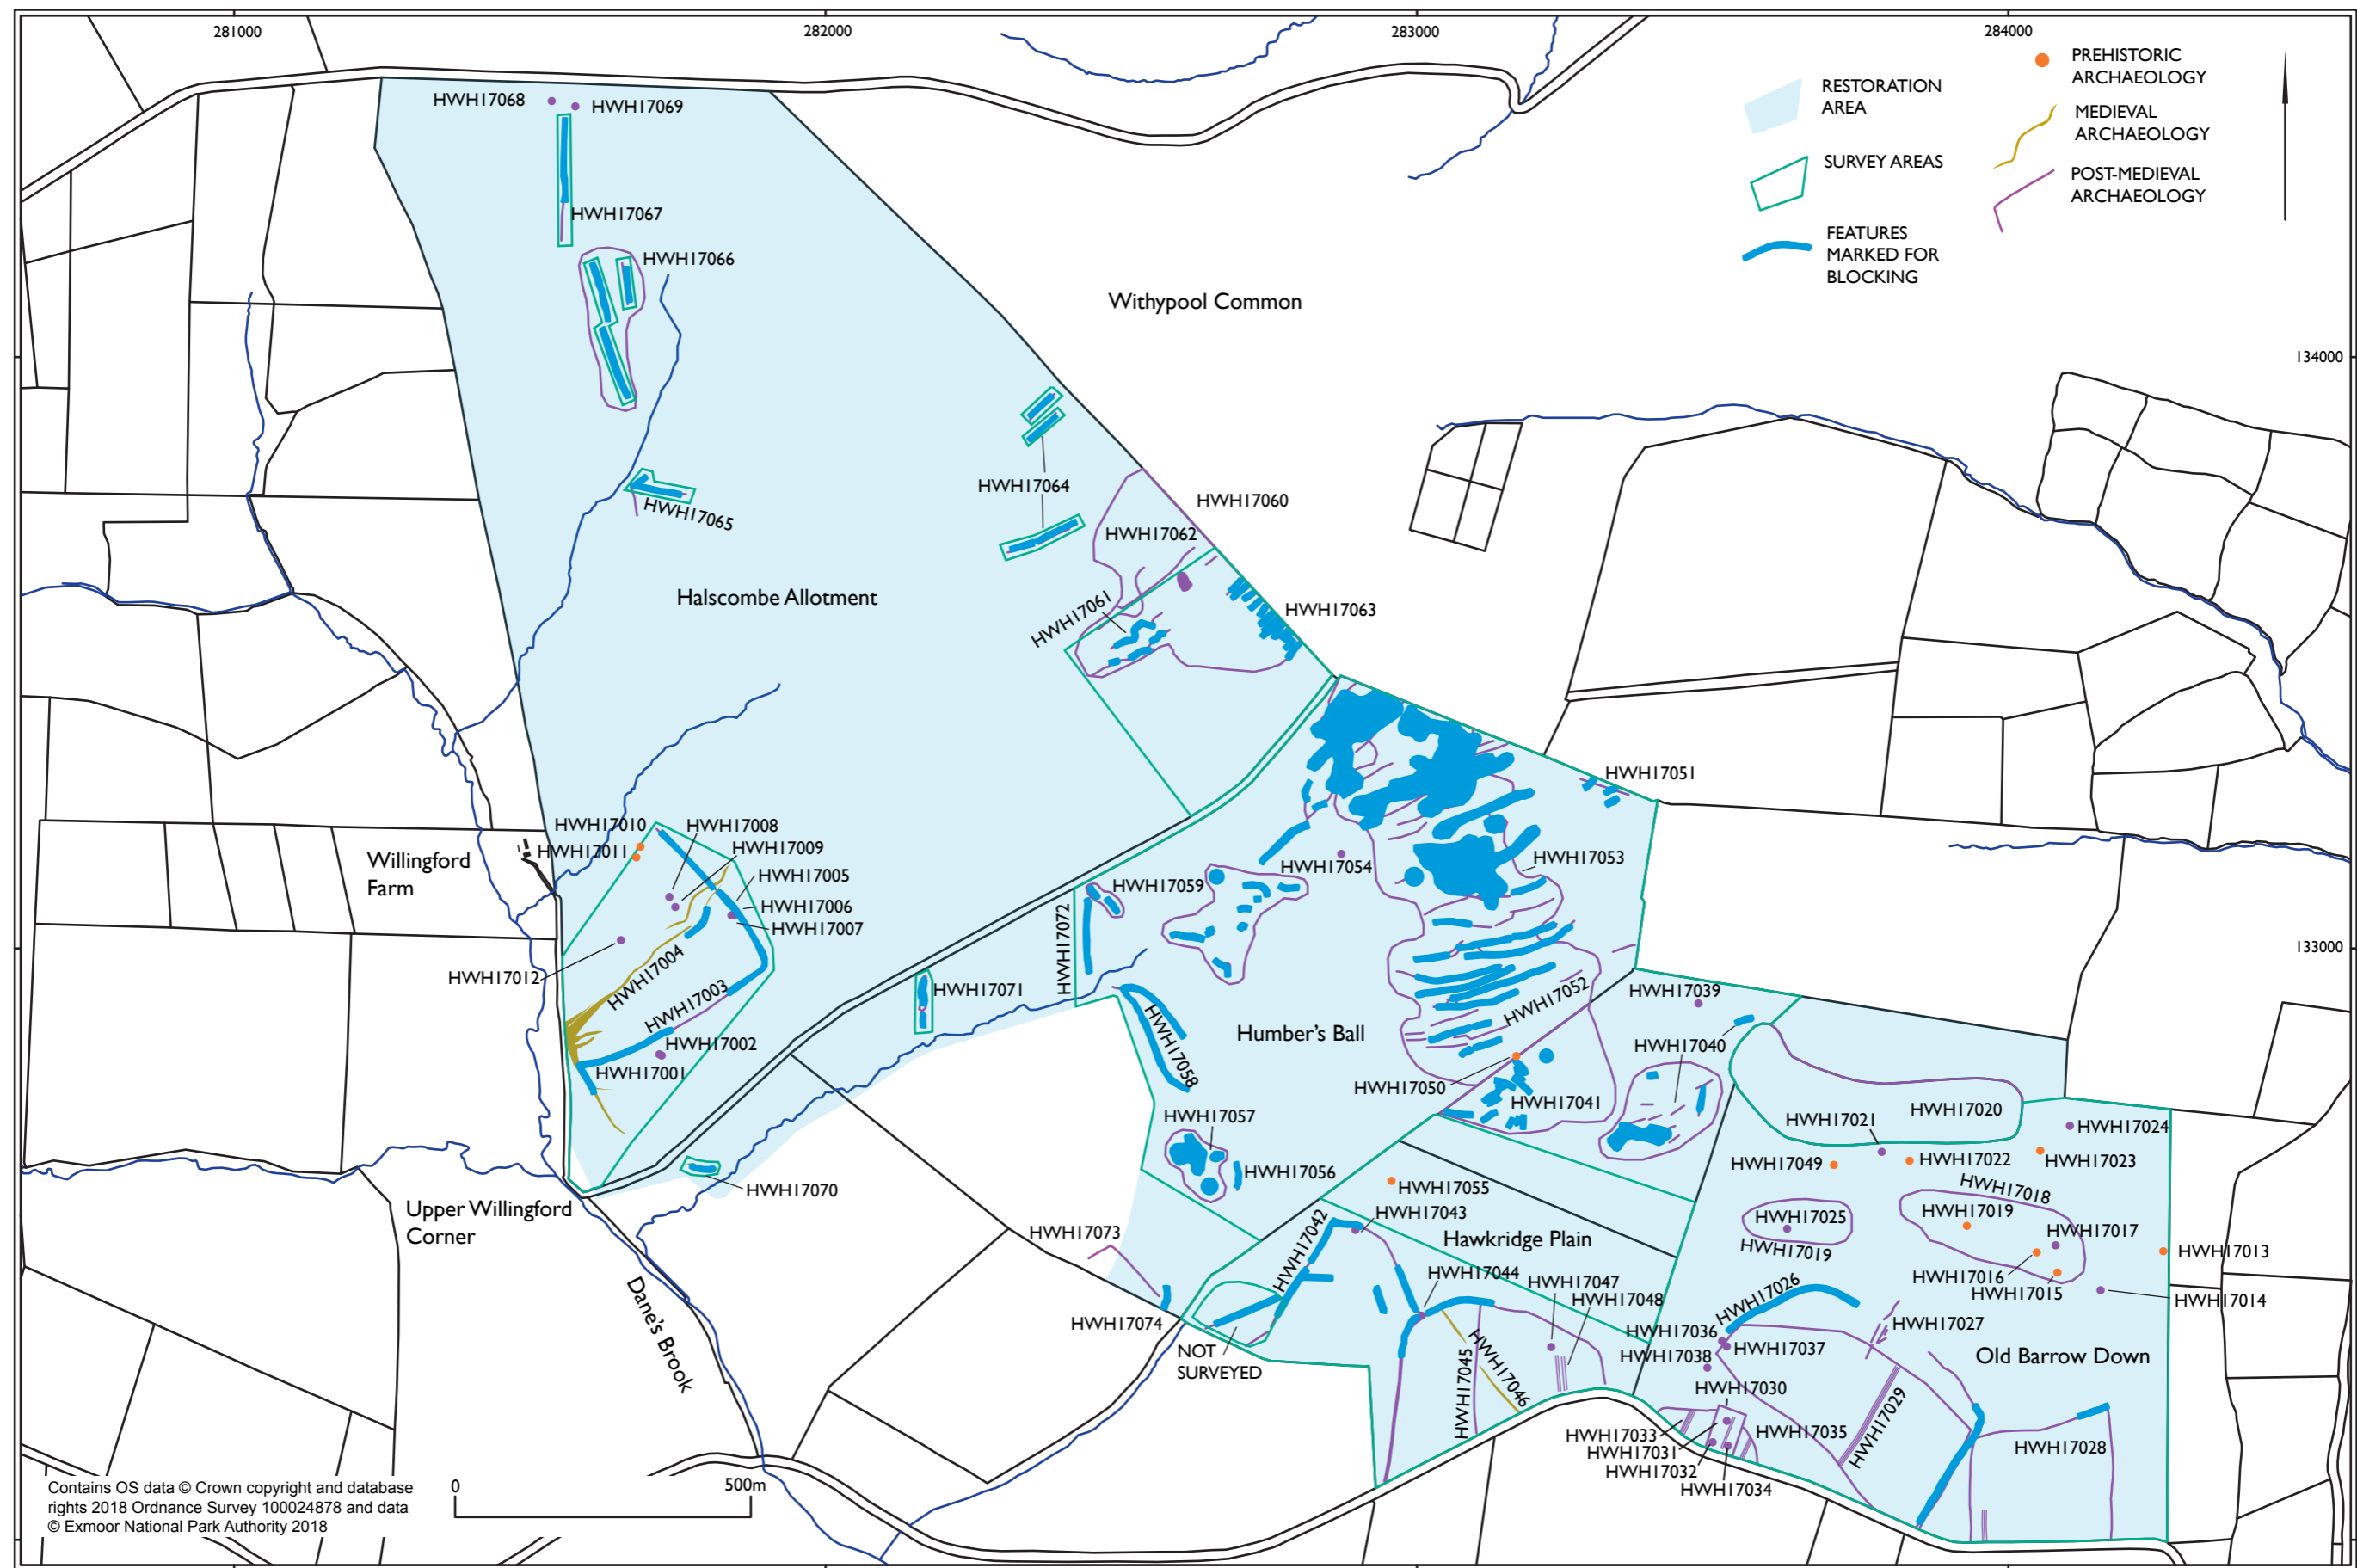 281000
282000
283000
284000
PREHISTORIC
ARCHAEOLOGY
RESTORATION
AREA
MEDIEVAL
ARCHAEOLOGY
SURVEY AREAS
POST-MEDIEVAL
ARCHAEOLOGY
FEATURES
MARKED FOR
BLOCKING
HWH17068
HWH17069
HWH17067
HWH17066
Withypool Common
134000
HWH17064
HWH17060
HWH17065
HWH17062
Halscombe Allotment
HWH17061
HWH17063
HWH17051
HWH17010
HWH17008
HWH17011
HWH17009
Willingford
Farm
HWH17005
HWH17006
HWH17007
HWH17054
HWH17053
HWH17059
HWH17072
133000
HWH17012
HWH17004
HWH17003
HWH17071
HWH17052
HWH17039
HWH17002
HWH17001
HWH17058
Humber's Ball
HWH17040
HWH17050
HWH17041
HWH17057
HWH17056
HWH17021
HWH17020
HWH17024
HWH17049
HWH17022
HWH17023
HWH17070
HWH17055
HWH17018
Upper Willingford
Corner
HWH17043
HWH17042
HWH17025
HWH17019
HWH17019
HWH17017
HWH17073
Hawkridge Plain
HWH17013
HWH17016
HWH17015
HWH17014
HWH17044
HWH17047
HWH17048
HWH17026
Dane's Brook
HWH17074
NOT
SURVEYED
HWH17036
HWH17037
HWH17038
HWH17027
Old Barrow Down
HWH17045
HWH17046
HWH17030
HWH17029
HWH17033
HWH17031
HWH17032
HWH17034
HWH17035
HWH17028
Contains OS data © Crown copyright and database
rights 2018 Ordnance Survey 100024878 and data
© Exmoor National Park Authority 2018
0
500m